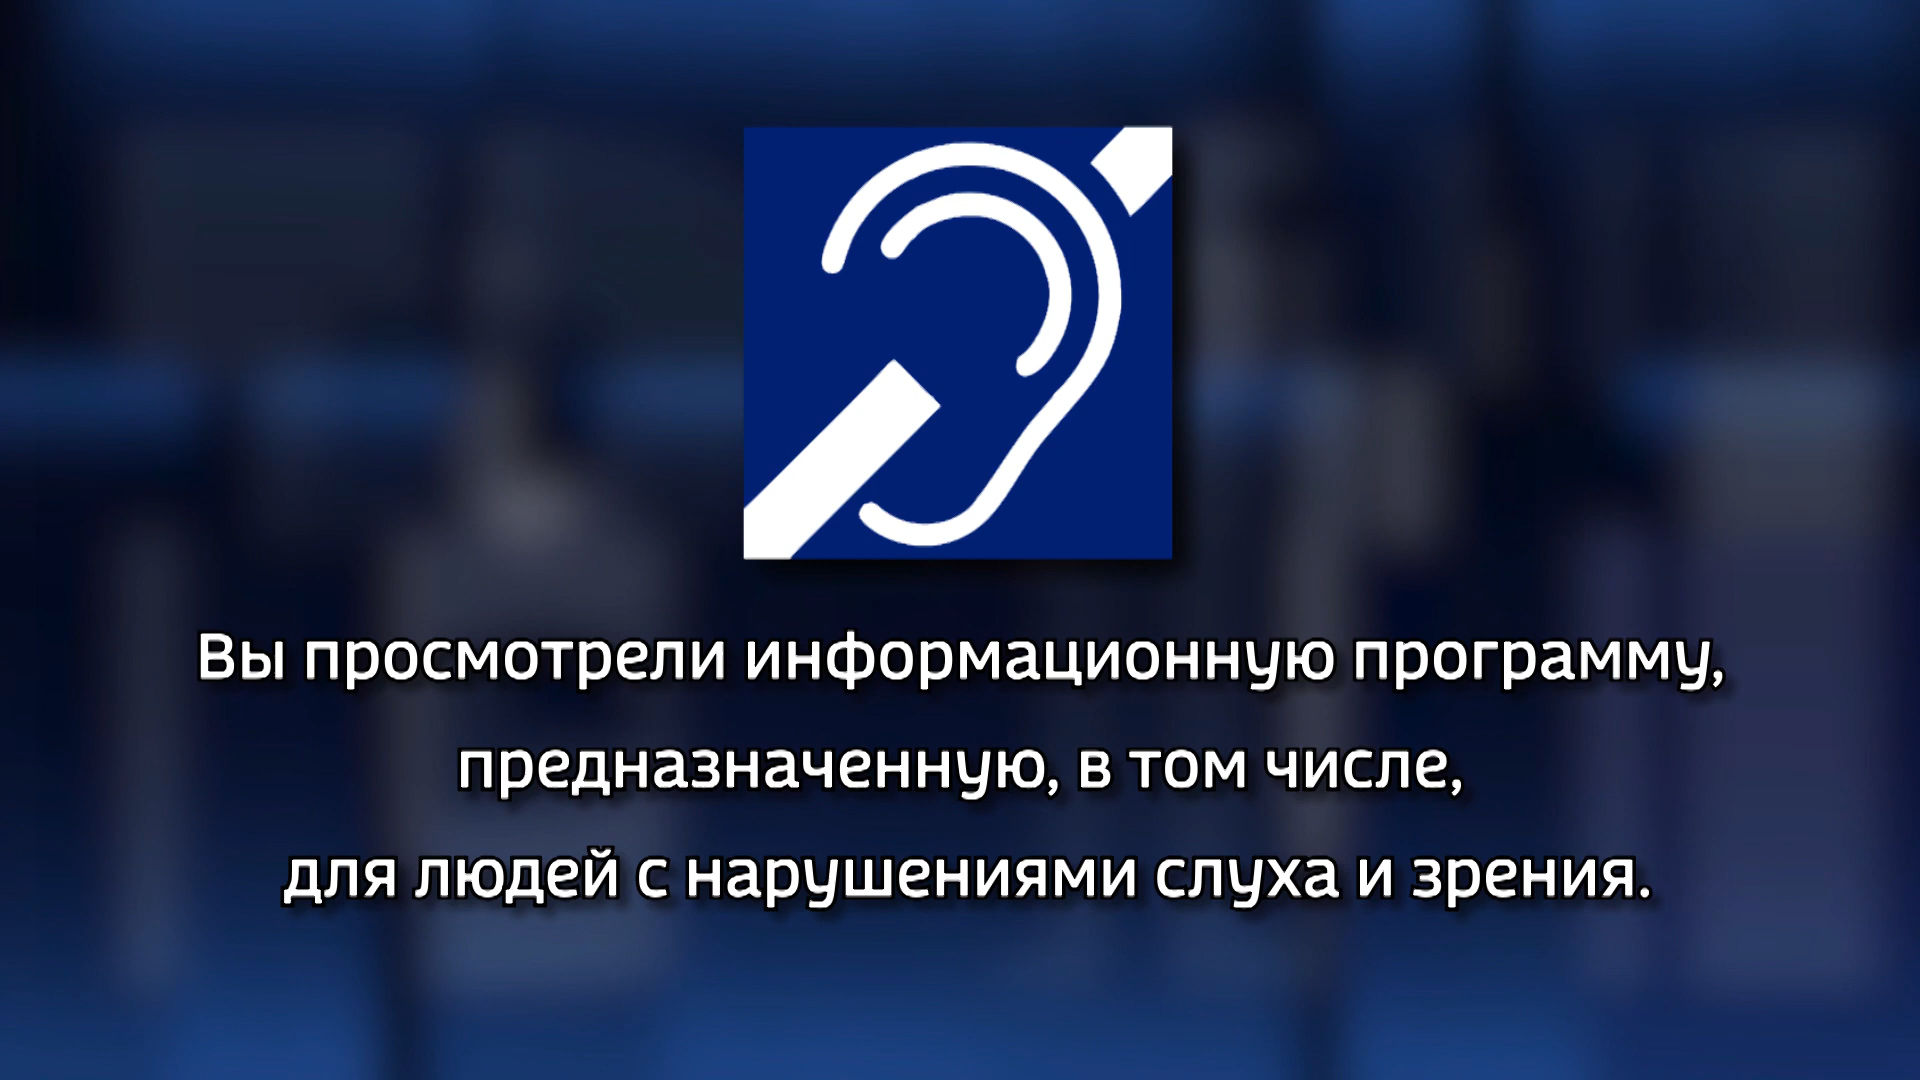 Вы просмотрели информационную программу,
предназначенную, в том числе,
для людей с нарушениями слуха и зрения.